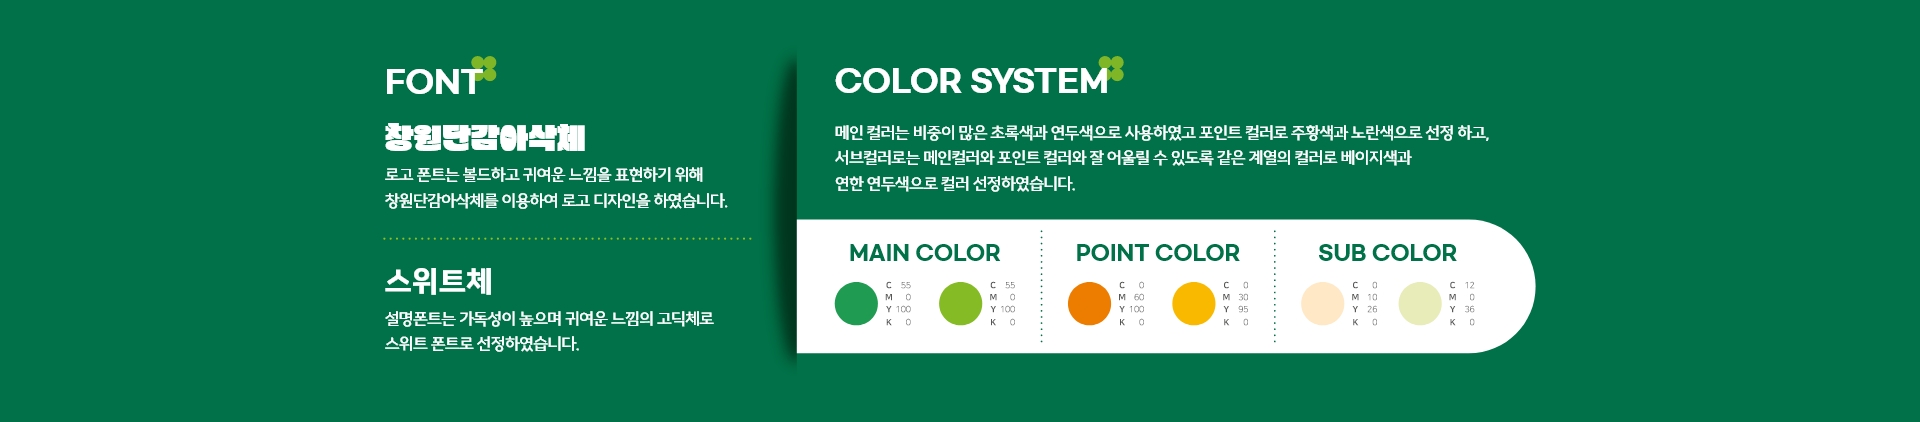 FONT
창원단감아삭체
로고 폰트는 볼드하고 귀여운 느낌을 표현하기 위해
창원단감아삭체를 이용하여 로고 디자인을 하였습니다.
스위트체
설명폰트는 가독성이 높으며 귀여운 느낌의 고딕체로
스위트 폰트로 선정하였습니다.
COLOR SYSTEM
메인 컬러는 비중이 많은 초록색과 연두색으로 사용하였고 포인트 컬러로 주황색과 노란색으로 선정 하고,
서브컬러로는 메인컬러와 포인트 컬러와 잘 어울릴 수 있도록 같은 계열의 컬러로 베이지색과
연한 연두색으로 컬러 선정하였습니다.
MAIN COLOR
C 55
M 0
Y 100
K 0
C 55
M 0
Y 100
K 0
POINT COLOR
C 0
M 60
Y 100
K 0
C 0
M 30
Y 95
K 0
SUB COLOR
C 0
M 10
Y 26
K 0
C 12
M 0
Y 36
K 0